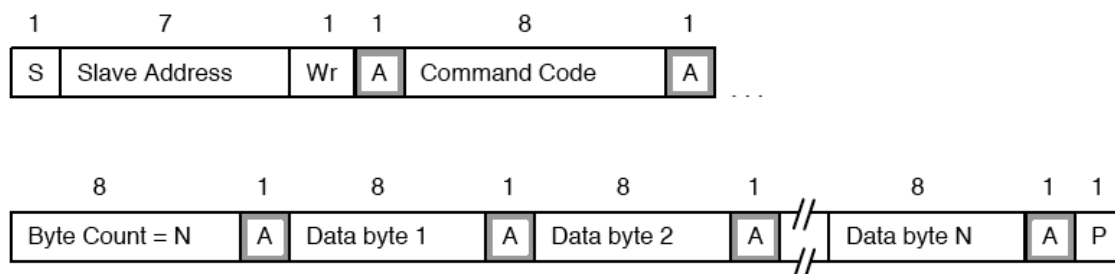 1 7 1 1 8 1
S Slave Address Wr A Command Code A ...
8 1 8 1 8 1 8 1 1
Byte Count = N A Data byte 1 A Data byte 2 A Data byte N A P